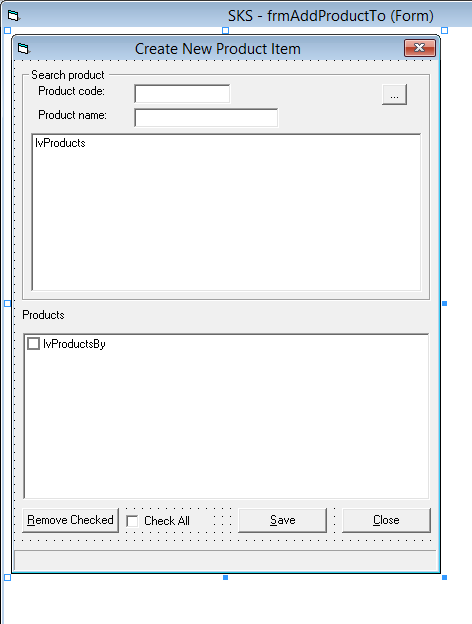 SKS - frmAddProductTo (Form)
Create New Product Item
Search product
Product code:
...
Product name:
lvProducts
Products
lvProductsBy
Remove Checked
Check All
Save
Close